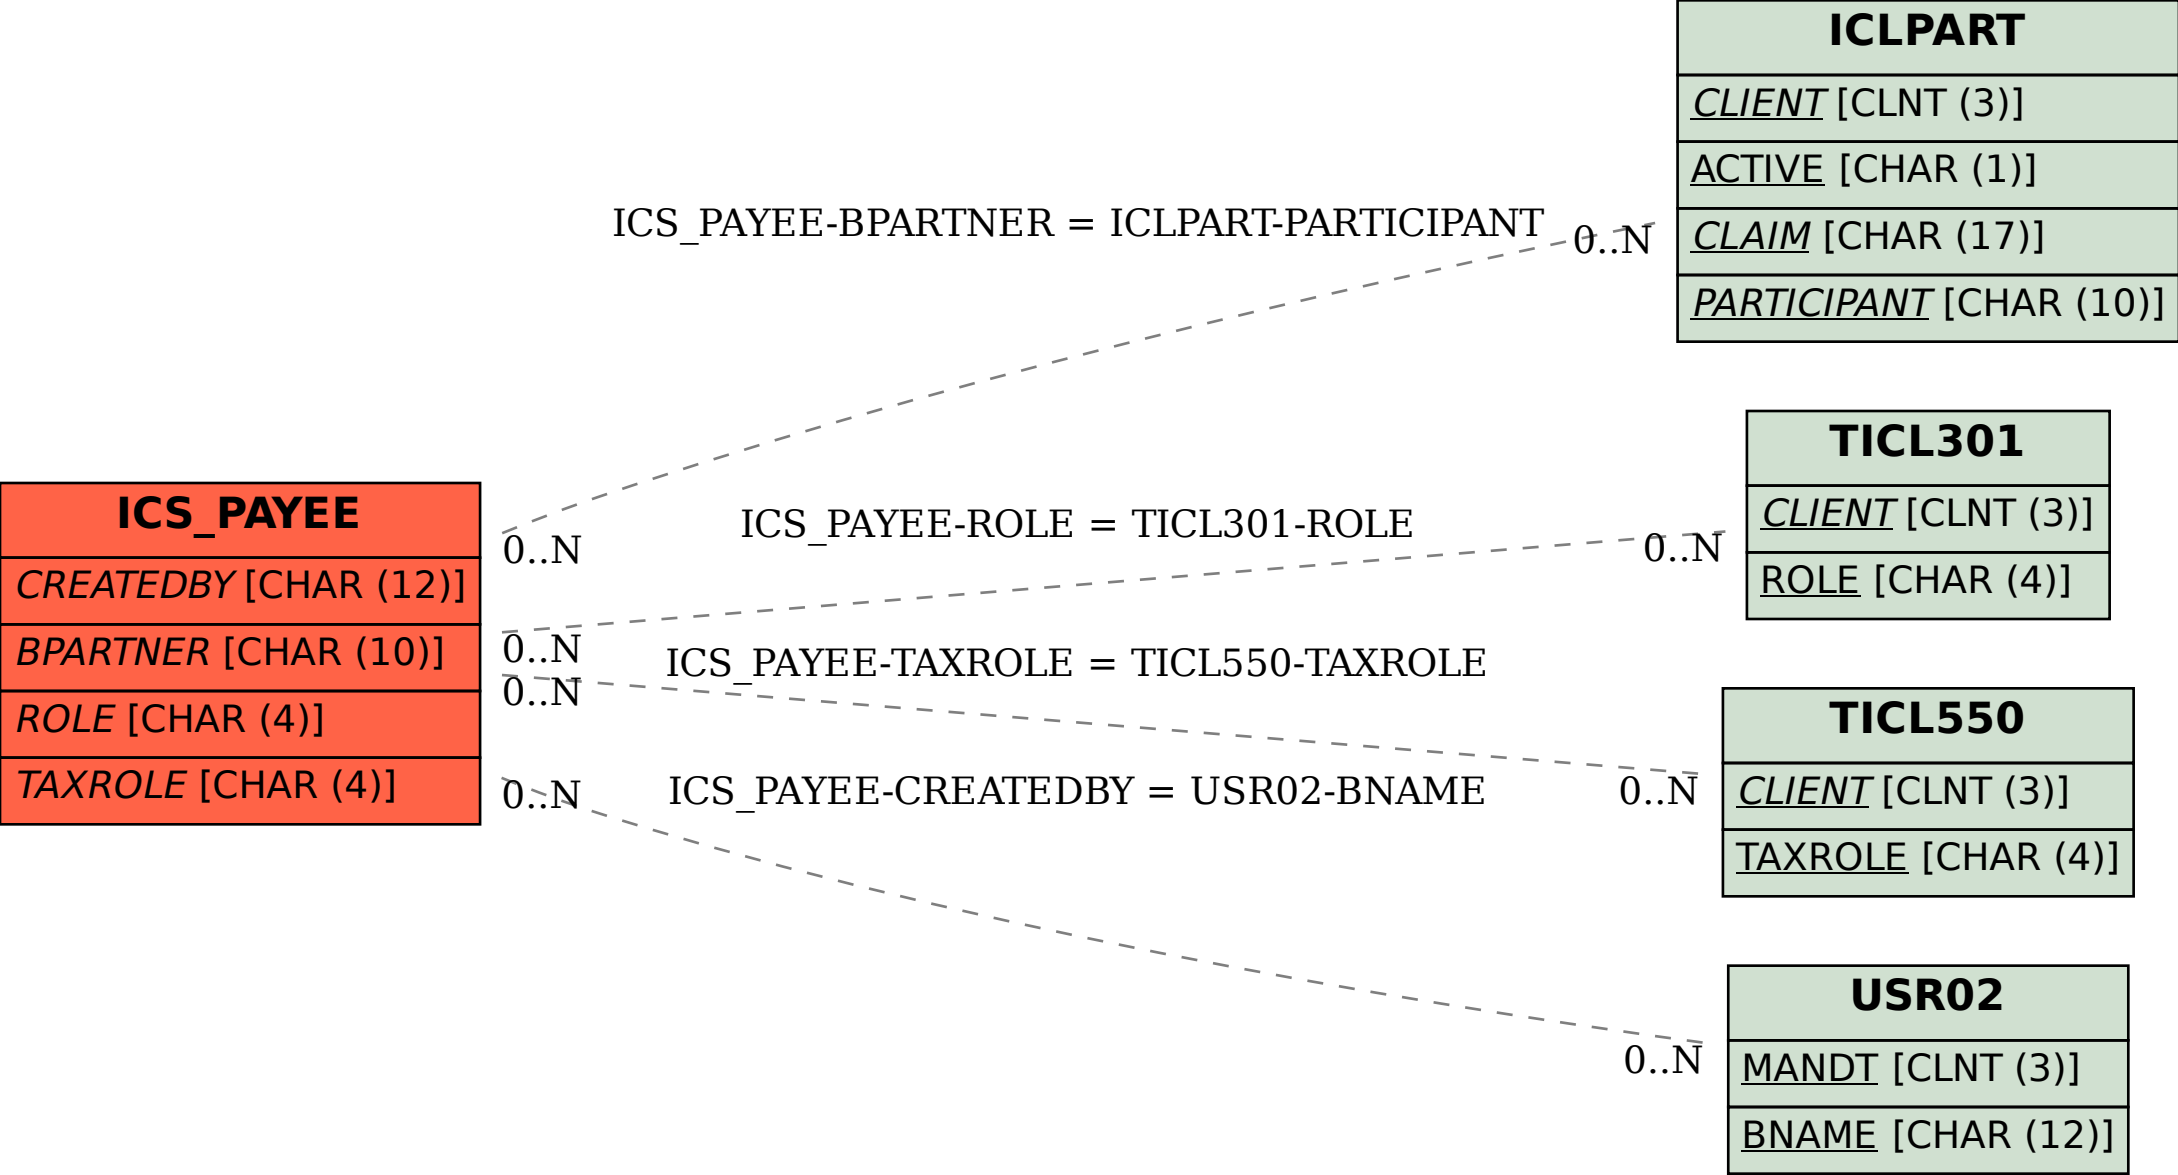 ICLPART
CLIENT [CLNT (3)]
ACTIVE [CHAR (1)]
CLAIM [CHAR (17)]
PARTICIPANT [CHAR (10)]
ICS_PAYEE-BPARTNER = ICLPART-PARTICIPANT
0..N
0..N
TICL301
CLIENT [CLNT (3)]
ROLE [CHAR (4)]
ICS_PAYEE-ROLE = TICL301-ROLE
0..N
0..N
ICS_PAYEE
CREATEDBY [CHAR (12)]
BPARTNER [CHAR (10)]
ROLE [CHAR (4)]
TAXROLE [CHAR (4)]
ICS_PAYEE-TAXROLE = TICL550-TAXROLE
0..N
0..N
TICL550
CLIENT [CLNT (3)]
TAXROLE [CHAR (4)]
ICS_PAYEE-CREATEDBY = USR02-BNAME
0..N
0..N
USR02
MANDT [CLNT (3)]
BNAME [CHAR (12)]